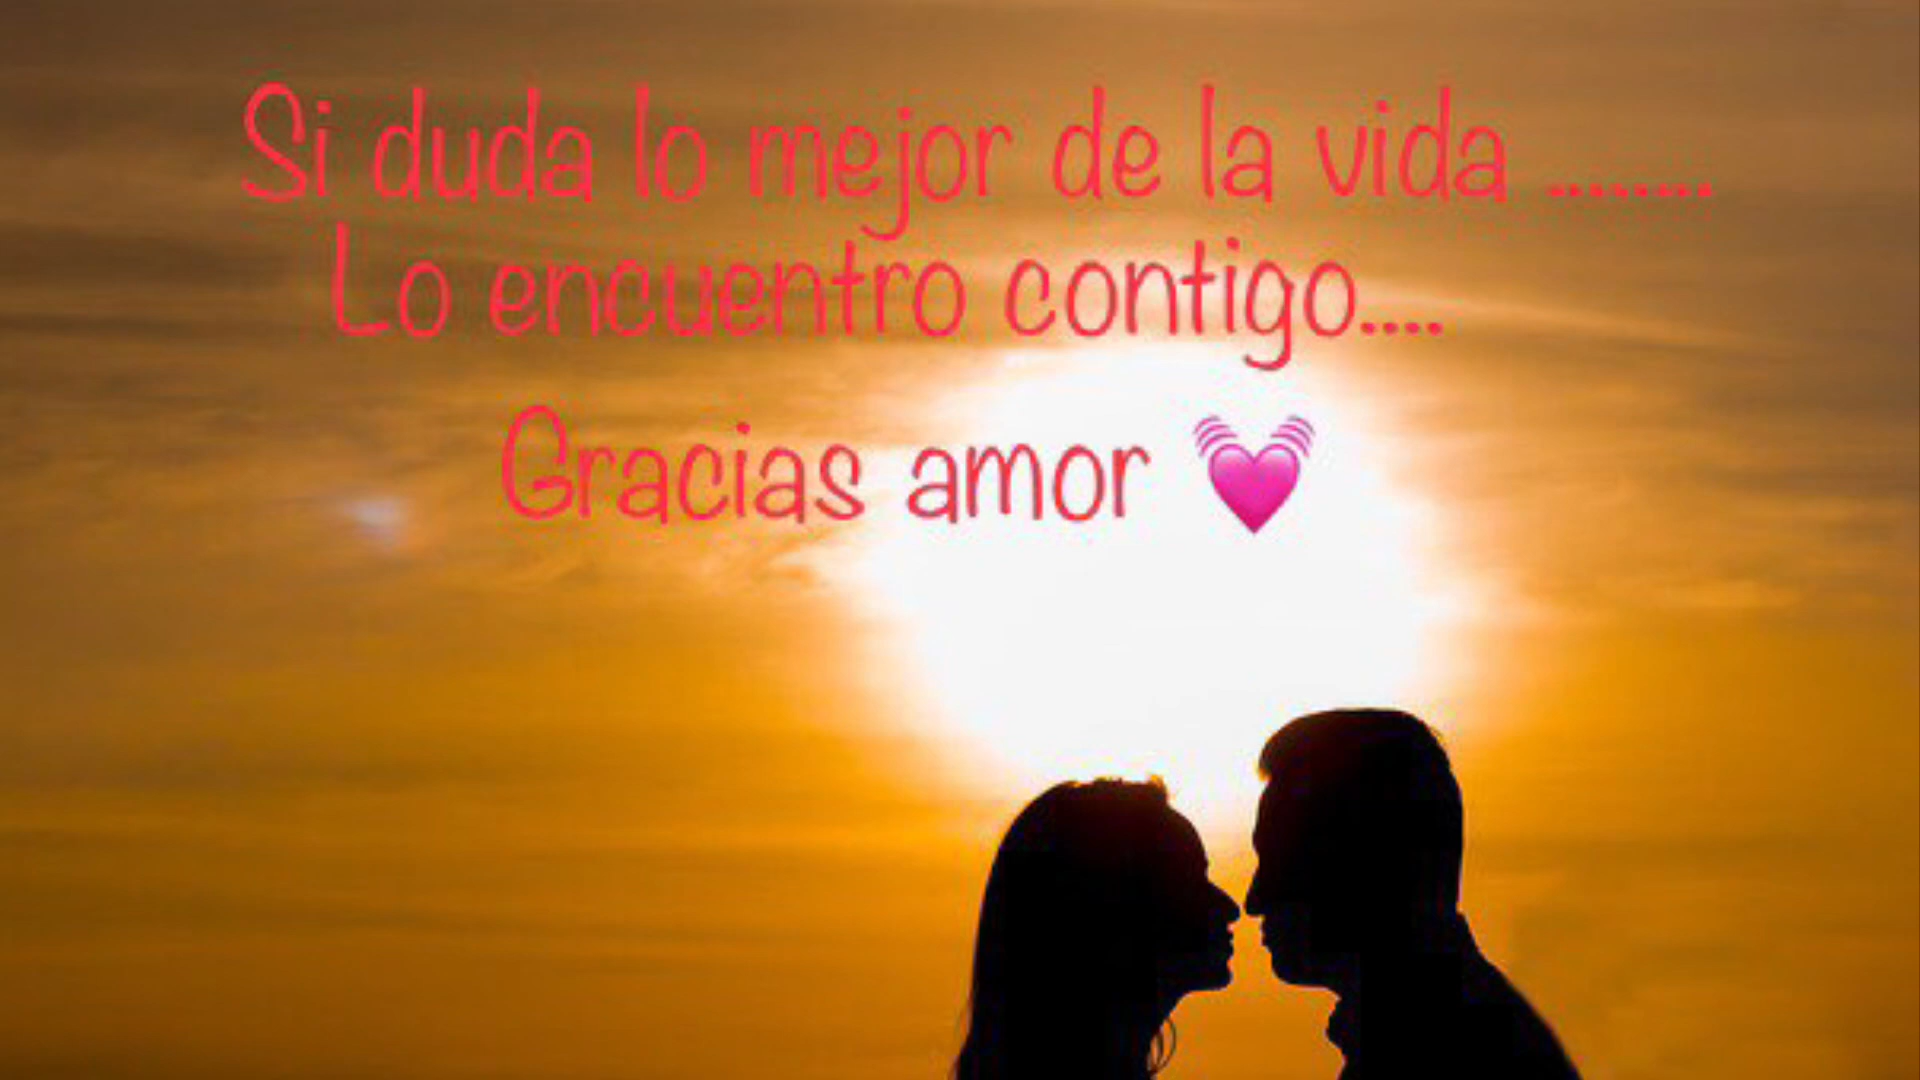 Si duda lo mejor de la vida ........
Lo encuentro contigo....
Gracias amor 💓